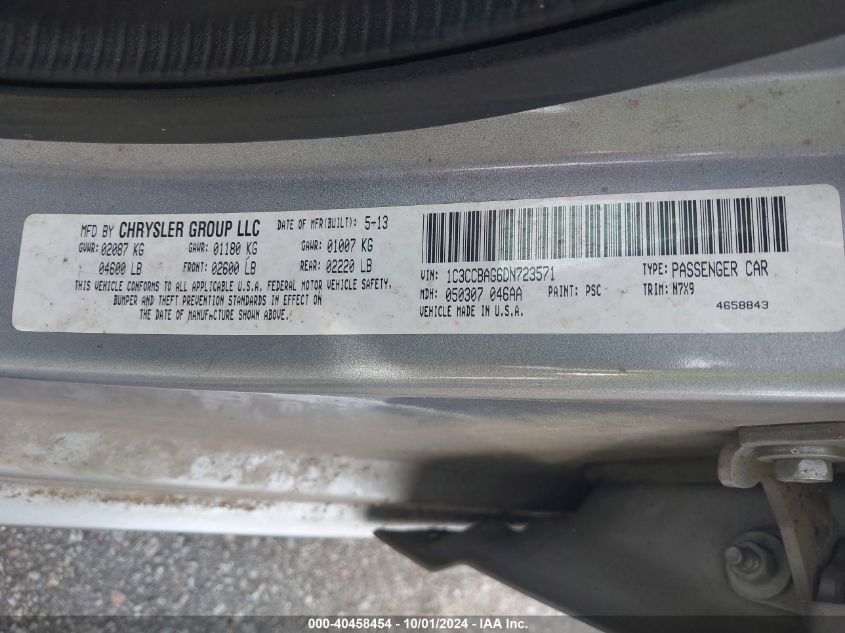 MFD BY CHRYSLER GROUP LLC DATE OF MFR(BUILT): 5-13
GVWR: 02087 KG GAWR: 01180 KG GAWR: 01007 KG
04600 LB FRONT: 02600 LB REAR: 02220 LB
THIS VEHICLE CONFORMS TO ALL APPLICABLE U.S.A. FEDERAL MOTOR VEHICLE SAFETY,
BUMPER AND THEFT PREVENTION STANDARDS IN EFFECT ON
THE DATE OF MANUFACTURE SHOWN ABOVE.
VIN: 1C3CCBAG6DN723571 TYPE: PASSENGER CAR
MDH: 050307 046AA PAINT: PSC TRIM: N7X9
VEHICLE MADE IN U.S.A. 4658843
000-40458454 | 10/01/2024 | IAA Inc.